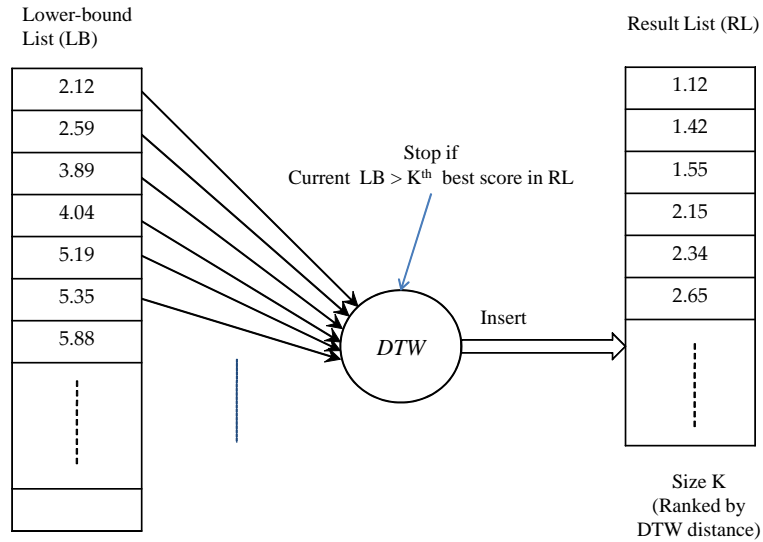 Lower-bound
List (LB)
2.12
2.59
3.89
4.04
5.19
5.35
5.88
Stop if
Current LB > Kth best score in RL
DTW
Insert
Result List (RL)
1.12
1.42
1.55
2.15
2.34
2.65
Size K
(Ranked by
DTW distance)